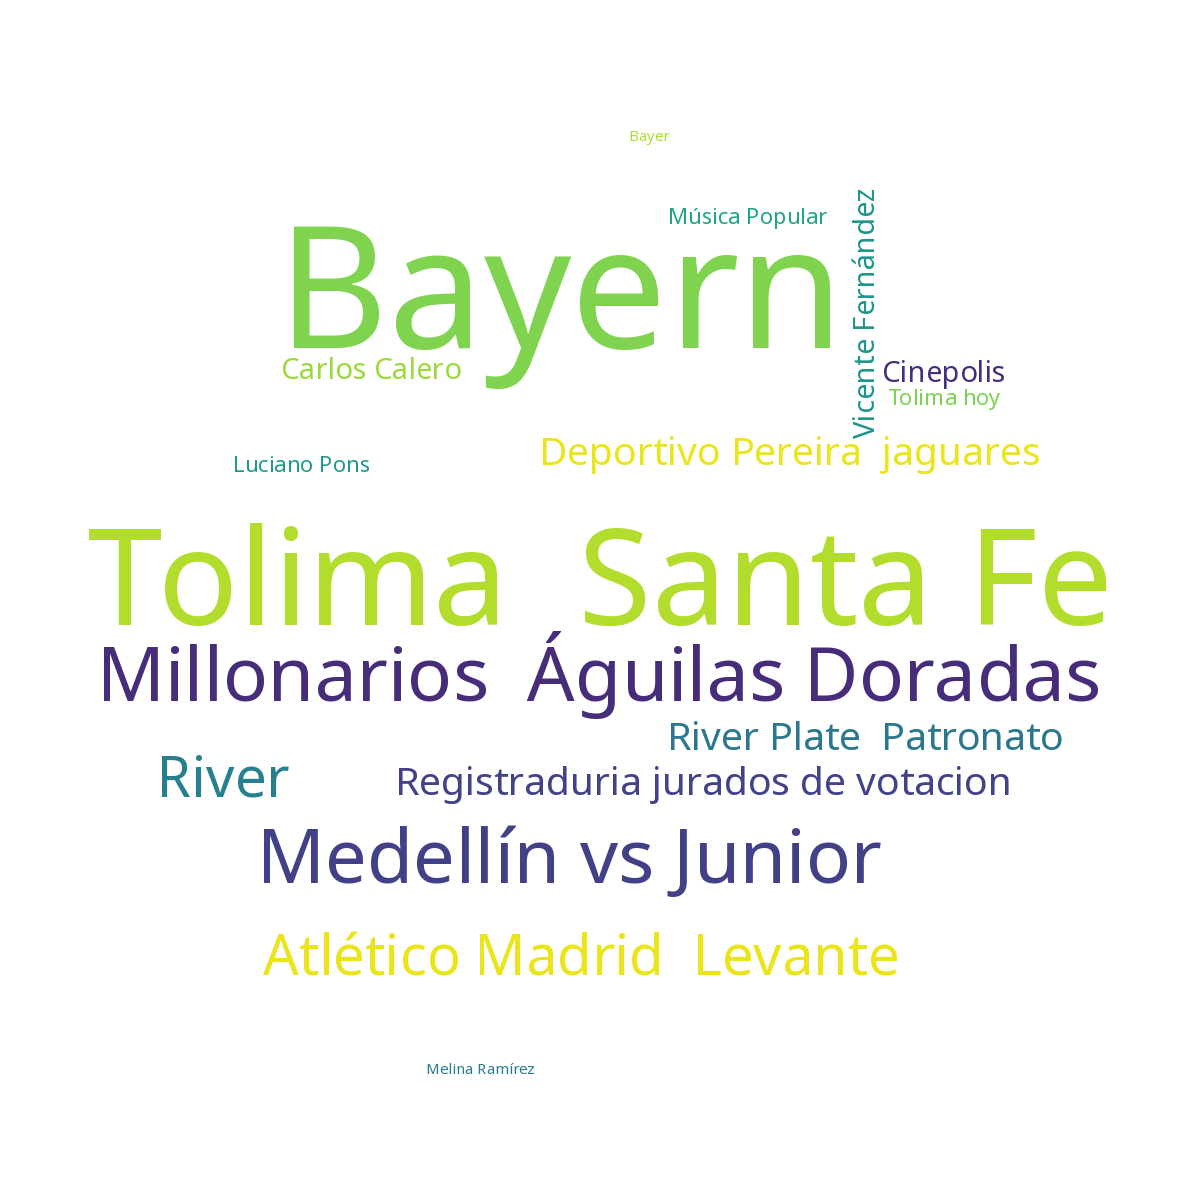 Bayer
Música Popular
Vicente Fernández
Bayern
Carlos Calero
Cinepolis
Tolima hoy
Deportivo Pereira  jaguares
Luciano Pons
Tolima  Santa Fe
Millonarios  Águilas Doradas
River Plate  Patronato
River
Registraduria jurados de votacion
Medellín vs Junior
Atlético Madrid  Levante
Melina Ramírez